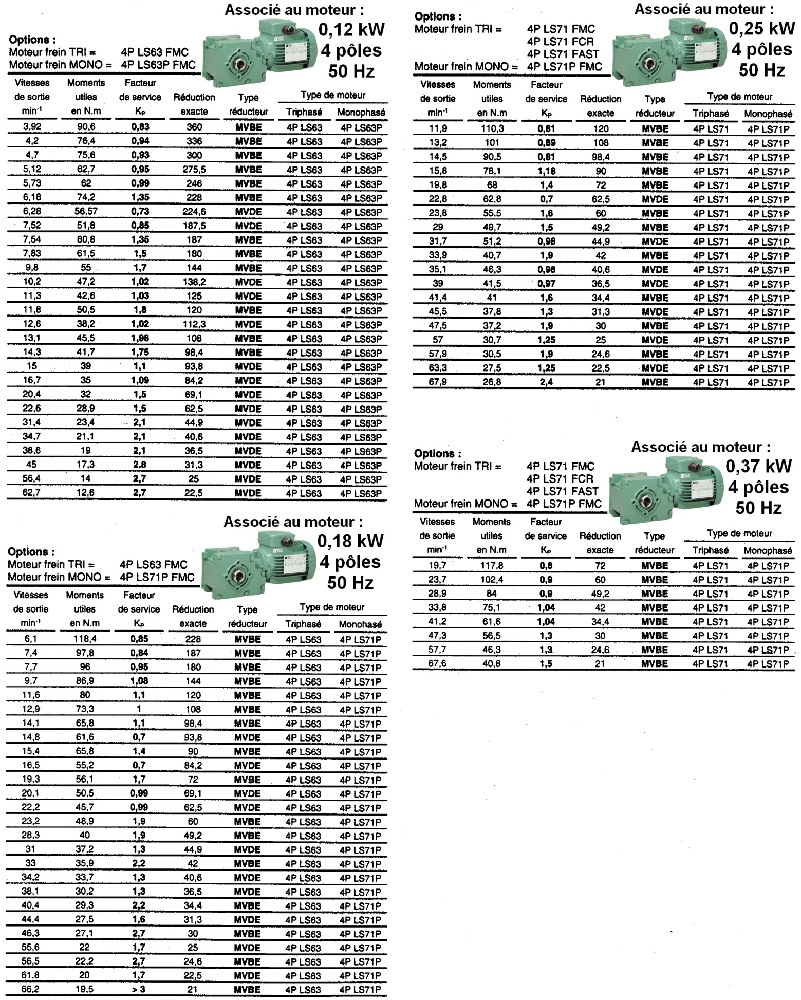 Associé au moteur :
0,12 kW
4 pôles
50 Hz
Options :
Moteur frein TRI = 4P LS63 FMC
Moteur frein MONO = 4P LS63P FMC
Vitesses Moments Facteur
de sortie utiles de service Réduction Type Type de moteur
min-1 en N.m KP exacte réducteur Triphasé Monophasé
3,92 90,6 0,83 360 MVBE 4P LS63 4P LS63P
4,2 76,4 0,94 336 MVBE 4P LS63 4P LS63P
4,7 75,6 0,93 300 MVBE 4P LS63 4P LS63P
5,12 62,7 0,95 275,5 MVBE 4P LS63 4P LS63P
5,73 62 0,99 246 MVBE 4P LS63 4P LS63P
6,18 74,2 1,35 228 MVBE 4P LS63 4P LS63P
6,28 56,57 0,73 224,6 MVDE 4P LS63 4P LS63P
7,52 51,8 0,85 187,5 MVDE 4P LS63 4P LS63P
7,54 60,8 1,35 187 MVBE 4P LS63 4P LS63P
7,83 61,5 1,5 180 MVBE 4P LS63 4P LS63P
9,8 55 1,7 144 MVBE 4P LS63 4P LS63P
10,2 47,2 1,02 138,2 MVDE 4P LS63 4P LS63P
11,3 42,6 1,03 125 MVDE 4P LS63 4P LS63P
11,8 50,5 1,8 120 MVBE 4P LS63 4P LS63P
12,6 38,2 1,02 112,3 MVDE 4P LS63 4P LS63P
13,1 45,5 1,98 108 MVBE 4P LS63 4P LS63P
14,3 41,7 1,75 98,4 MVBE 4P LS63 4P LS63P
15 39 1,1 93,8 MVDE 4P LS63 4P LS63P
16,7 35 1,09 84,2 MVDE 4P LS63 4P LS63P
20,4 32 1,5 69,1 MVDE 4P LS63 4P LS63P
22,6 28,9 1,5 62,5 MVDE 4P LS63 4P LS63P
31,4 23,4 2,1 44,9 MVDE 4P LS63 4P LS63P
34,7 21,1 2,1 40,6 MVDE 4P LS63 4P LS63P
38,6 19 2,1 36,5 MVDE 4P LS63 4P LS63P
45 17,3 2,8 31,3 MVDE 4P LS63 4P LS63P
56,4 14 2,7 25 MVDE 4P LS63 4P LS63P
62,7 12,6 2,7 22,5 MVDE 4P LS63 4P LS63P
Associé au moteur :
0,18 kW
4 pôles
50 Hz
Options :
Moteur frein TRI = 4P LS63 FMC
Moteur frein MONO = 4P LS71P FMC
Vitesses Moments Facteur
de sortie utiles de service Réduction Type Type de moteur
min-1 en N.m KP exacte réducteur Triphasé Monohasé
6,1 118,4 0,85 228 MVBE 4P LS63 4P LS71P
7,4 97,8 0,84 187 MVBE 4P LS63 4P LS71P
7,7 96 0,95 180 MVBE 4P LS63 4P LS71P
9,7 86,9 1,08 144 MVBE 4P LS63 4P LS71P
11,6 80 1,1 120 MVBE 4P LS63 4P LS71P
12,9 73,3 1 108 MVBE 4P LS63 4P LS71P
14,1 65,8 1,1 98,4 MVBE 4P LS63 4P LS71P
14,8 61,6 0,7 93,8 MVDE 4P LS63 4P LS71P
15,4 65,8 1,4 90 MVBE 4P LS63 4P LS71P
16,5 55,2 0,7 84,2 MVDE 4P LS63 4P LS71P
19,3 56,1 1,7 72 MVBE 4P LS63 4P LS71P
20,1 50,5 0,99 69,1 MVDE 4P LS63 4P LS71P
22,2 45,7 0,99 62,5 MVDE 4P LS63 4P LS71P
23,2 48,9 1,9 60 MVBE 4P LS63 4P LS71P
28,3 40 1,9 49,2 MVBE 4P LS63 4P LS71P
31 37,2 1,3 44,9 MVDE 4P LS63 4P LS71P
33 35,9 2,2 42 MVBE 4P LS63 4P LS71P
34,2 33,7 1,3 40,6 MVDE 4P LS63 4P LS71P
38,1 30,2 1,3 36,5 MVDE 4P LS63 4P LS71P
40,4 29,3 2,2 34,4 MVBE 4P LS63 4P LS71P
44,4 27,5 1,6 31,3 MVDE 4P LS63 4P LS71P
46,3 27,1 2,7 30 MVBE 4P LS63 4P LS71P
55,6 22 1,7 25 MVDE 4P LS63 4P LS71P
56,5 22,2 2,7 24,6 MVBE 4P LS63 4P LS71P
61,8 20 1,7 22,5 MVDE 4P LS63 4P LS71P
66,2 19,5 > 3 21 MVBE 4P LS63 4P LS71P
Associé au moteur :
0,25 kW
4 pôles
50 Hz
Options :
Moteur frein TRI = 4P LS71 FMC
4P LS71 FCR
4P LS71 FAST
Moteur frein MONO = 4P LS71P FMC
Vitesses Moments Facteur
de sortie utiles de service Réduction Type Type de moteur
min-1 en N.m KP exacte réducteur Triphasé Monophasé
11,9 110,3 0,81 120 MVBE 4P LS71 4P LS71P
13,2 101 0,89 108 MVBE 4P LS71 4P LS71P
14,5 90,5 0,81 98,4 MVBE 4P LS71 4P LS71P
15,8 78,1 1,18 90 MVBE 4P LS71 4P LS71P
19,8 68 1,4 72 MVBE 4P LS71 4P LS71P
22,8 62,8 0,7 62,5 MVDE 4P LS71 4P LS71P
23,8 55,5 1,6 60 MVBE 4P LS71 4P LS71P
29 49,7 1,5 49,2 MVBE 4P LS71 4P LS71P
31,7 51,2 0,98 44,9 MVDE 4P LS71 4P LS71P
33,9 40,7 1,9 42 MVBE 4P LS71 4P LS71P
35,1 46,3 0,98 40,6 MVDE 4P LS71 4P LS71P
39 41,5 0,97 36,5 MVDE 4P LS71 4P LS71P
41,4 41 1,6 34,4 MVBE 4P LS71 4P LS71P
45,5 37,8 1,3 31,3 MVDE 4P LS71 4P LS71P
47,5 37,2 1,9 30 MVBE 4P LS71 4P LS71P
57 30,7 1,25 25 MVDE 4P LS71 4P LS71P
57,9 30,5 1,9 24,6 MVBE 4P LS71 4P LS71P
63,3 27,5 1,25 22,5 MVDE 4P LS71 4P LS71P
67,9 26,8 2,4 21 MVBE 4P LS71 4P LS71P
Associé au moteur :
0,37 kW
4 pôles
50 Hz
Options :
Moteur frein TRI = 4P LS71 FMC
4P LS71 FCR
4P LS71 FAST
Moteur frein MONO = 4P LS71P FMC
Vitesses Moments Facteur
de sortie utiles de service Réduction Type Type de moteur
min-1 en N.m KP exacte réducteur Triphasé Monophasé
19,7 117,8 0,8 72 MVBE 4P LS71 4P LS71P
23,7 102,4 0,9 60 MVBE 4P LS71 4P LS71P
28,9 84 0,9 49,2 MVBE 4P LS71 4P LS71P
33,8 75,1 1,04 42 MVBE 4P LS71 4P LS71P
41,2 61,6 1,04 34,4 MVBE 4P LS71 4P LS71P
47,3 56,5 1,3 30 MVBE 4P LS71 4P LS71P
57,7 46,3 1,3 24,6 MVBE 4P LS71 4P LS71P
67,6 40,8 1,5 21 MVBE 4P LS71 4P LS71P